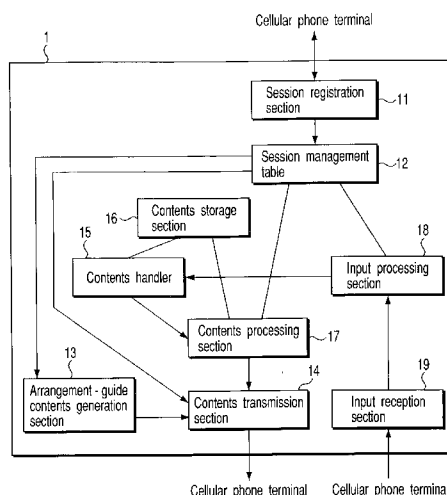 Cellular phone terminal
1
Session registration
section
11
Session management
table
12
Contents storage
section
16
15
Contents handler
18
Input processing
section
Contents processing
section
17
13
Arrangement - guide
contents generation
section
14
Contents transmission
section
19
Input reception
section
Cellular phone terminal
Cellular phone terminal